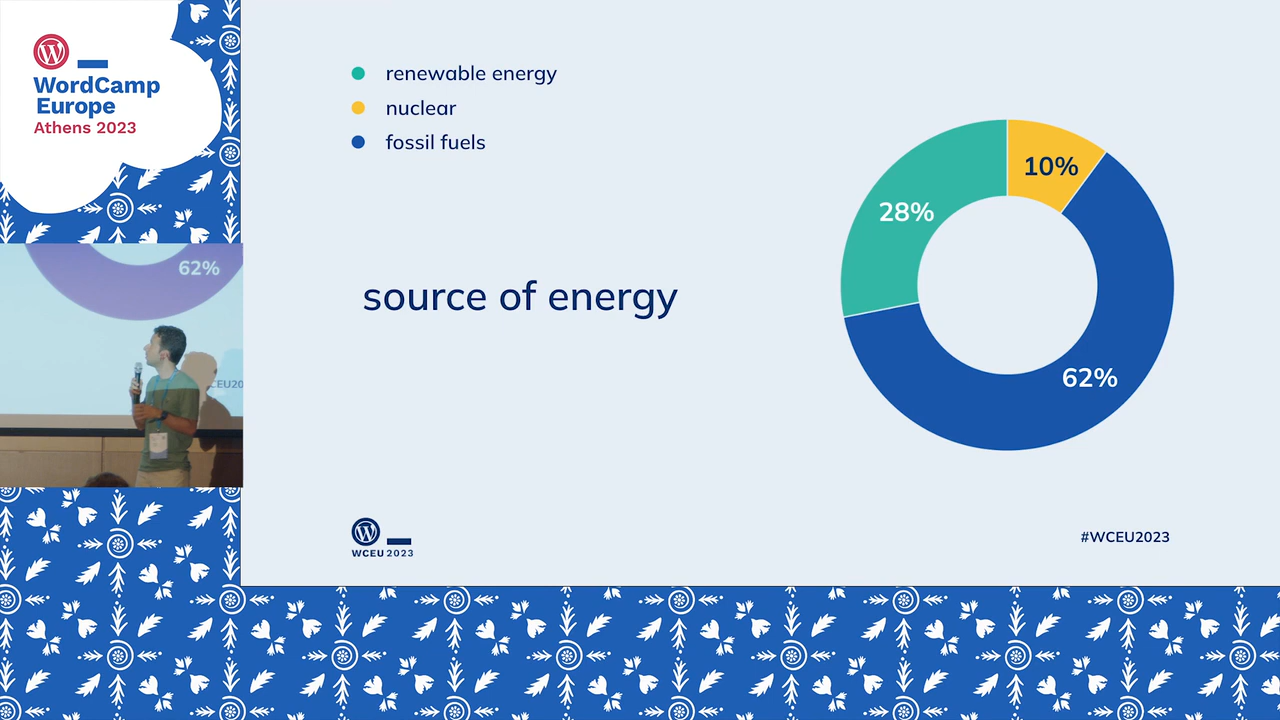 WordCamp
Europe
Athens 2023
renewable energy
nuclear
fossil fuels
10%
28%
62%
source of energy
62%
WCEU 2023
#WCEU2023